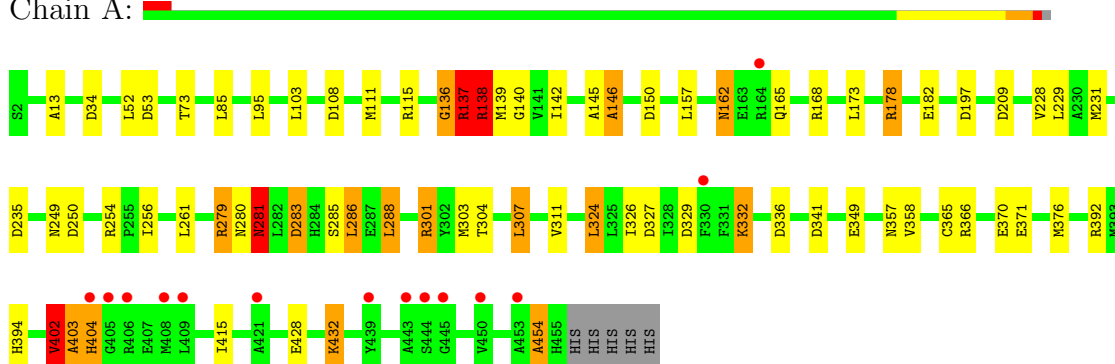 Chain A:
S2 A13 D34 L52 D53 T73 L85 L95 L103 D108 M111 R115 G136 R137 R138 M139 G140 V141 I142 A145 A146 D150 L157 N162 E163 R164 Q165 R168 L173 R178 E182 D197 D209 V228 L229 A230 M231
D235 N249 D250 R254 P255 I256 L261 R279 N280 N281 L282 D283 H284 S285 L286 E287 L288 R301 Y302 M303 T304 L307 V311 L324 L325 I326 D327 I328 D329 F330 F331 K332 D336 D341 E349 N357 V358 C365 R366 E370 E371 M376 R392 M393
H394 V402 A403 H404 G405 R406 E407 M408 L409 I415 A421 E428 K432 Y439 A443 S444 G445 V450 A453 A454 H455 HIS HIS HIS HIS HIS